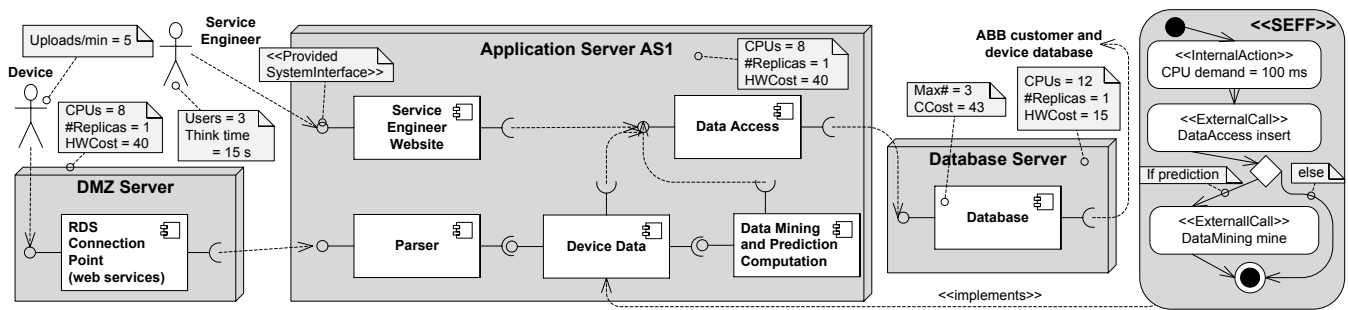 Uploads/min = 5
Service
Engineer
Device
CPUs = 8
#Replicas = 1
HWCost = 40
Users = 3
Think time
= 15 s
<<Provided
SystemInterface>>
DMZ Server
RDS
Connection
Point
(web services)
Application Server AS1
CPUs = 8
#Replicas = 1
HWCost = 40
Service
Engineer
Website
Data Access
Parser
Device Data
Data Mining
and Prediction
Computation
ABB customer and
device database
Max# = 3
CCost = 43
CPUs = 12
#Replicas = 1
HWCost = 15
Database Server
Database
<<implements>>
<<SEFF>>
<<InternalAction>>
CPU demand = 100 ms
<<ExternalCall>>
DataAccess insert
If prediction
else
<<ExternallCall>>
DataMining mine